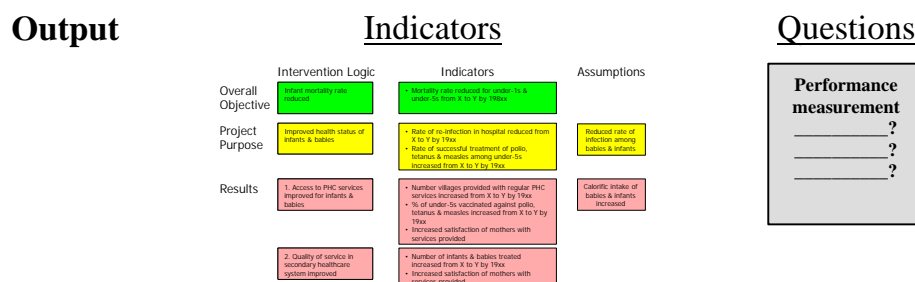 Output
Indicators
Questions
Intervention Logic
Indicators
Assumptions
Overall
Objective
Infant mortality rate
reduced
• Mortality rate reduced for under-1s &
under-5s from X to Y by 198xx
Project
Purpose
Improved health status of
infants & babies
• Rate of re-infection in hospital reduced from
X to Y by 19xx
• Rate of successful treatment of polio,
tetanus & measles among under-5s
increased from X to Y by 19xx
Reduced rate of
infection among
babies & infants
Results
1. Access to PHC services
improved for infants &
babies
• Number villages provided with regular PHC
services increased from X to Y by 19xx
• % of under-5s vaccinated against polio,
tetanus & measles increased from X to Y by
19xx
• Increased satisfaction of mothers with
services provided
Calorific intake of
babies & infants
increased
2. Quality of service in
secondary healthcare
system improved
• Number of infants & babies treated
increased from X to Y by 19xx
• Increased satisfaction of mothers with
services provided
Performance
measurement
___________?
___________?
___________?